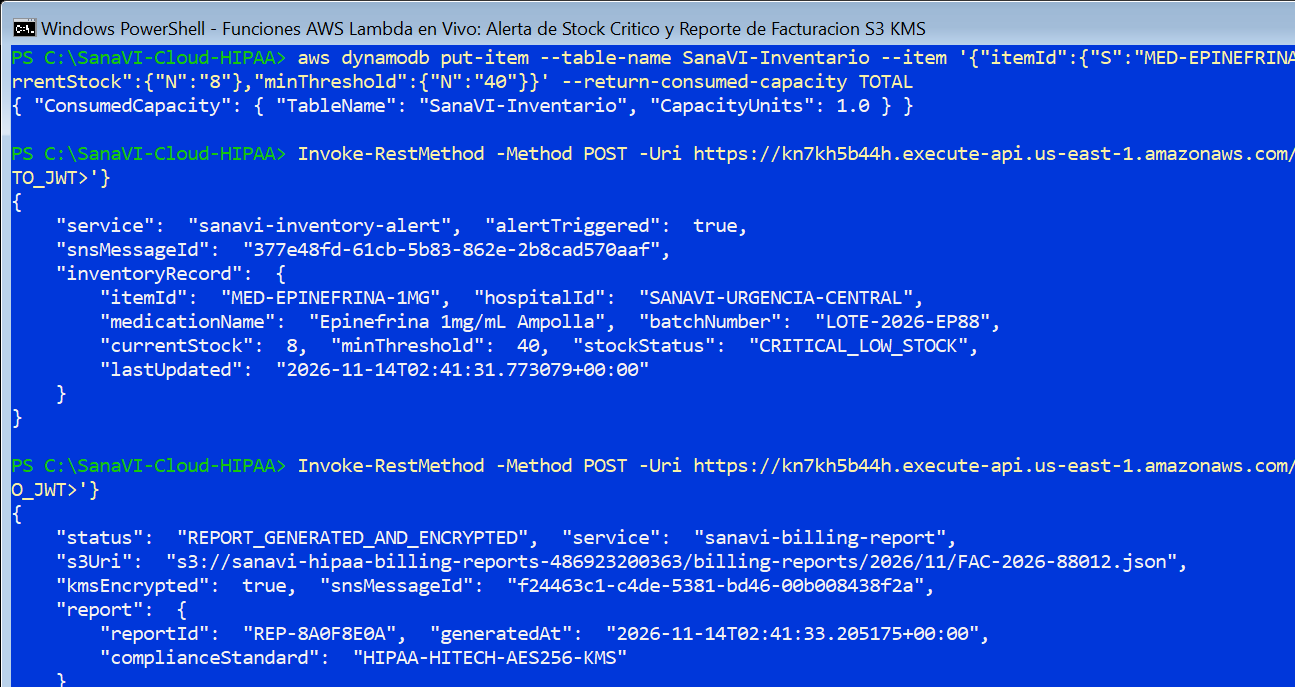 Windows PowerShell - Funciones AWS Lambda en Vivo: Alerta de Stock Critico y Reporte de Facturacion S3 KMS
PS C:\SanaVI-Cloud-HIPAA> aws dynamodb put-item --table-name SanaVI-Inventario --item '{"itemId":{"S":"MED-EPINEFRINA
rrentStock":{"N":"8"},"minThreshold":{"N":"40"}}' --return-consumed-capacity TOTAL
{ "ConsumedCapacity": { "TableName": "SanaVI-Inventario", "CapacityUnits": 1.0 } }
PS C:\SanaVI-Cloud-HIPAA> Invoke-RestMethod -Method POST -Uri https://kn7kh5b44h.execute-api.us-east-1.amazonaws.com/
TO_JWT>'}
{
"service": "sanavi-inventory-alert", "alertTriggered": true,
"snsMessageId": "377e48fd-61cb-5b83-862e-2b8cad570aaf",
"inventoryRecord": {
"itemId": "MED-EPINEFRINA-1MG", "hospitalId": "SANAVI-URGENCIA-CENTRAL",
"medicationName": "Epinefrina 1mg/mL Ampolla", "batchNumber": "LOTE-2026-EP88",
"currentStock": 8, "minThreshold": 40, "stockStatus": "CRITICAL_LOW_STOCK",
"lastUpdated": "2026-11-14T02:41:31.773079+00:00"
}
}
PS C:\SanaVI-Cloud-HIPAA> Invoke-RestMethod -Method POST -Uri https://kn7kh5b44h.execute-api.us-east-1.amazonaws.com/
O_JWT>'}
{
"status": "REPORT_GENERATED_AND_ENCRYPTED", "service": "sanavi-billing-report",
"s3Uri": "s3://sanavi-hipaa-billing-reports-486923200363/billing-reports/2026/11/FAC-2026-88012.json",
"kmsEncrypted": true, "snsMessageId": "f24463c1-c4de-5381-bd46-00b008438f2a",
"report": {
"reportId": "REP-8A0F8E0A", "generatedAt": "2026-11-14T02:41:33.205175+00:00",
"complianceStandard": "HIPAA-HITECH-AES256-KMS"
}